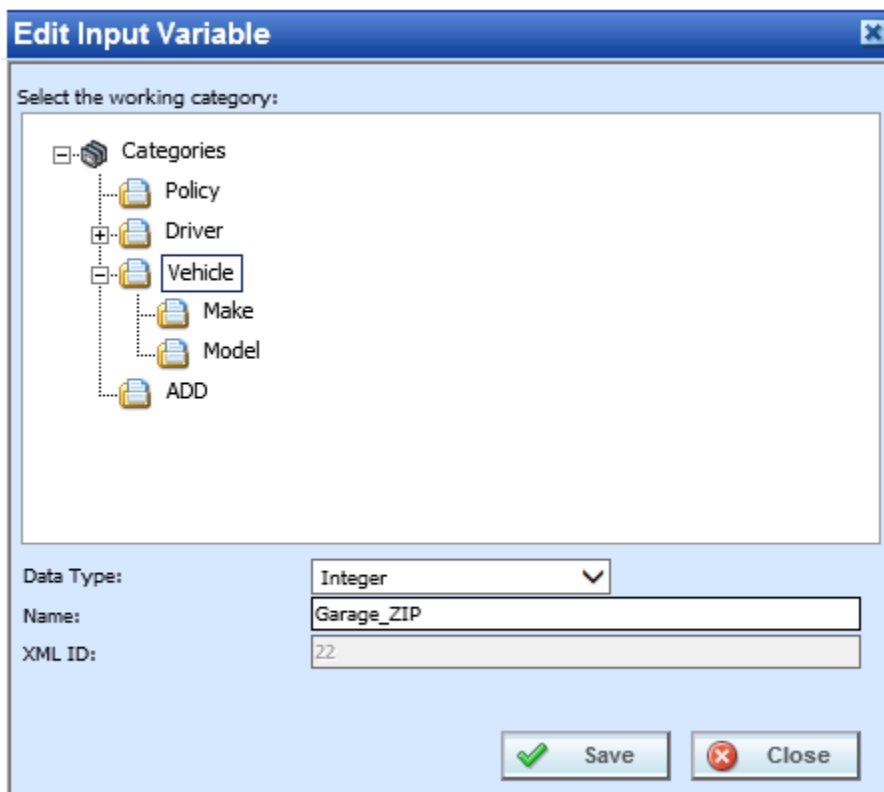 Edit Input Variable
Select the working category:
Categories
Policy
Driver
Vehicle
Make
Model
ADD
Data Type: Integer
Name: Garage_ZIP
XML ID: 22
Save Close